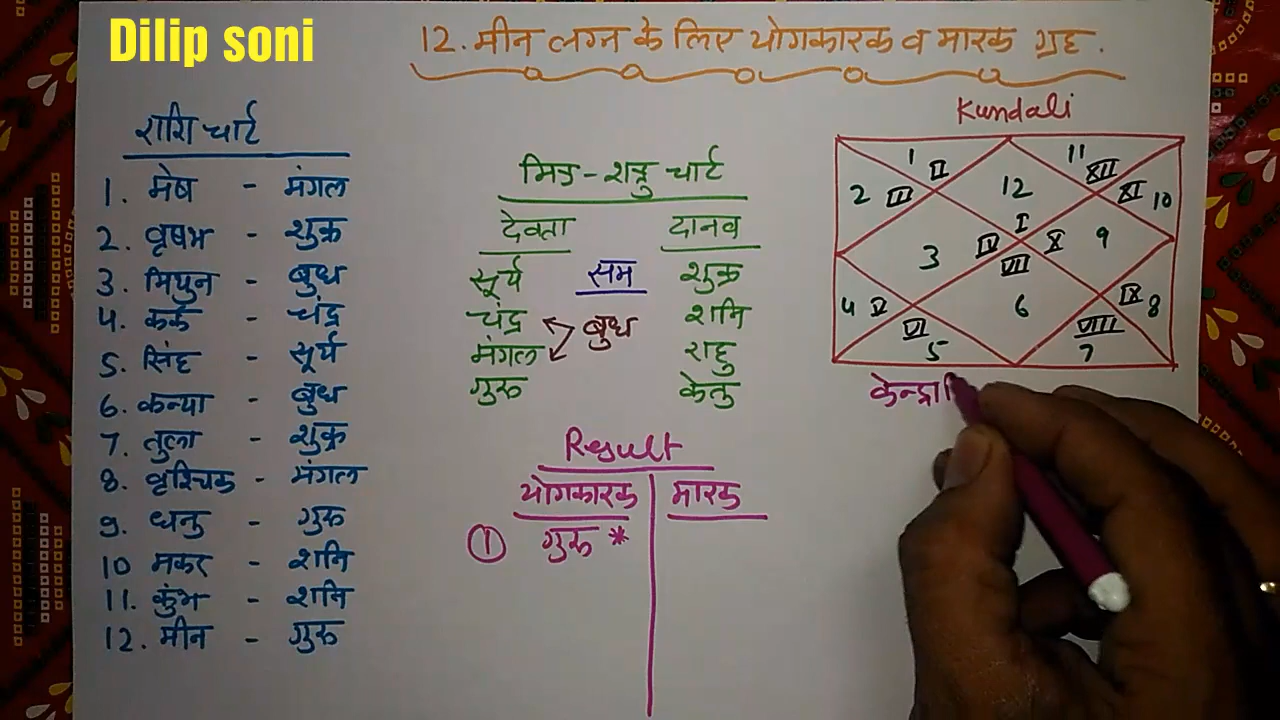 Dilip soni
12. मीन लग्न के लिए योगकारक व मारक ग्रह.
राशि चार्ट
1. मेष - मंगल
2. वृषभ - शुक्र
3. मिथुन - बुध
4. कर्क - चंद्र
5. सिंह - सूर्य
6. कन्या - बुध
7. तुला - शुक्र
8. वृश्चिक - मंगल
9. धनु - गुरु
10 मकर - शनि
11. कुंभ - शनि
12. मीन - गुरु
मित्र - शत्रु चार्ट
देवता दानव
सूर्य सम शुक्र
चंद्र बुध शनि
मंगल राहु
गुरु केतु
Result
योगकारक मारक
1 गुरु *
Kundali
1 II 11 XII
2 III 12 XI 10
I
3 IV X 9
VII
4 V 6 IX 8
VI VIII
5 7
केन्द्रा